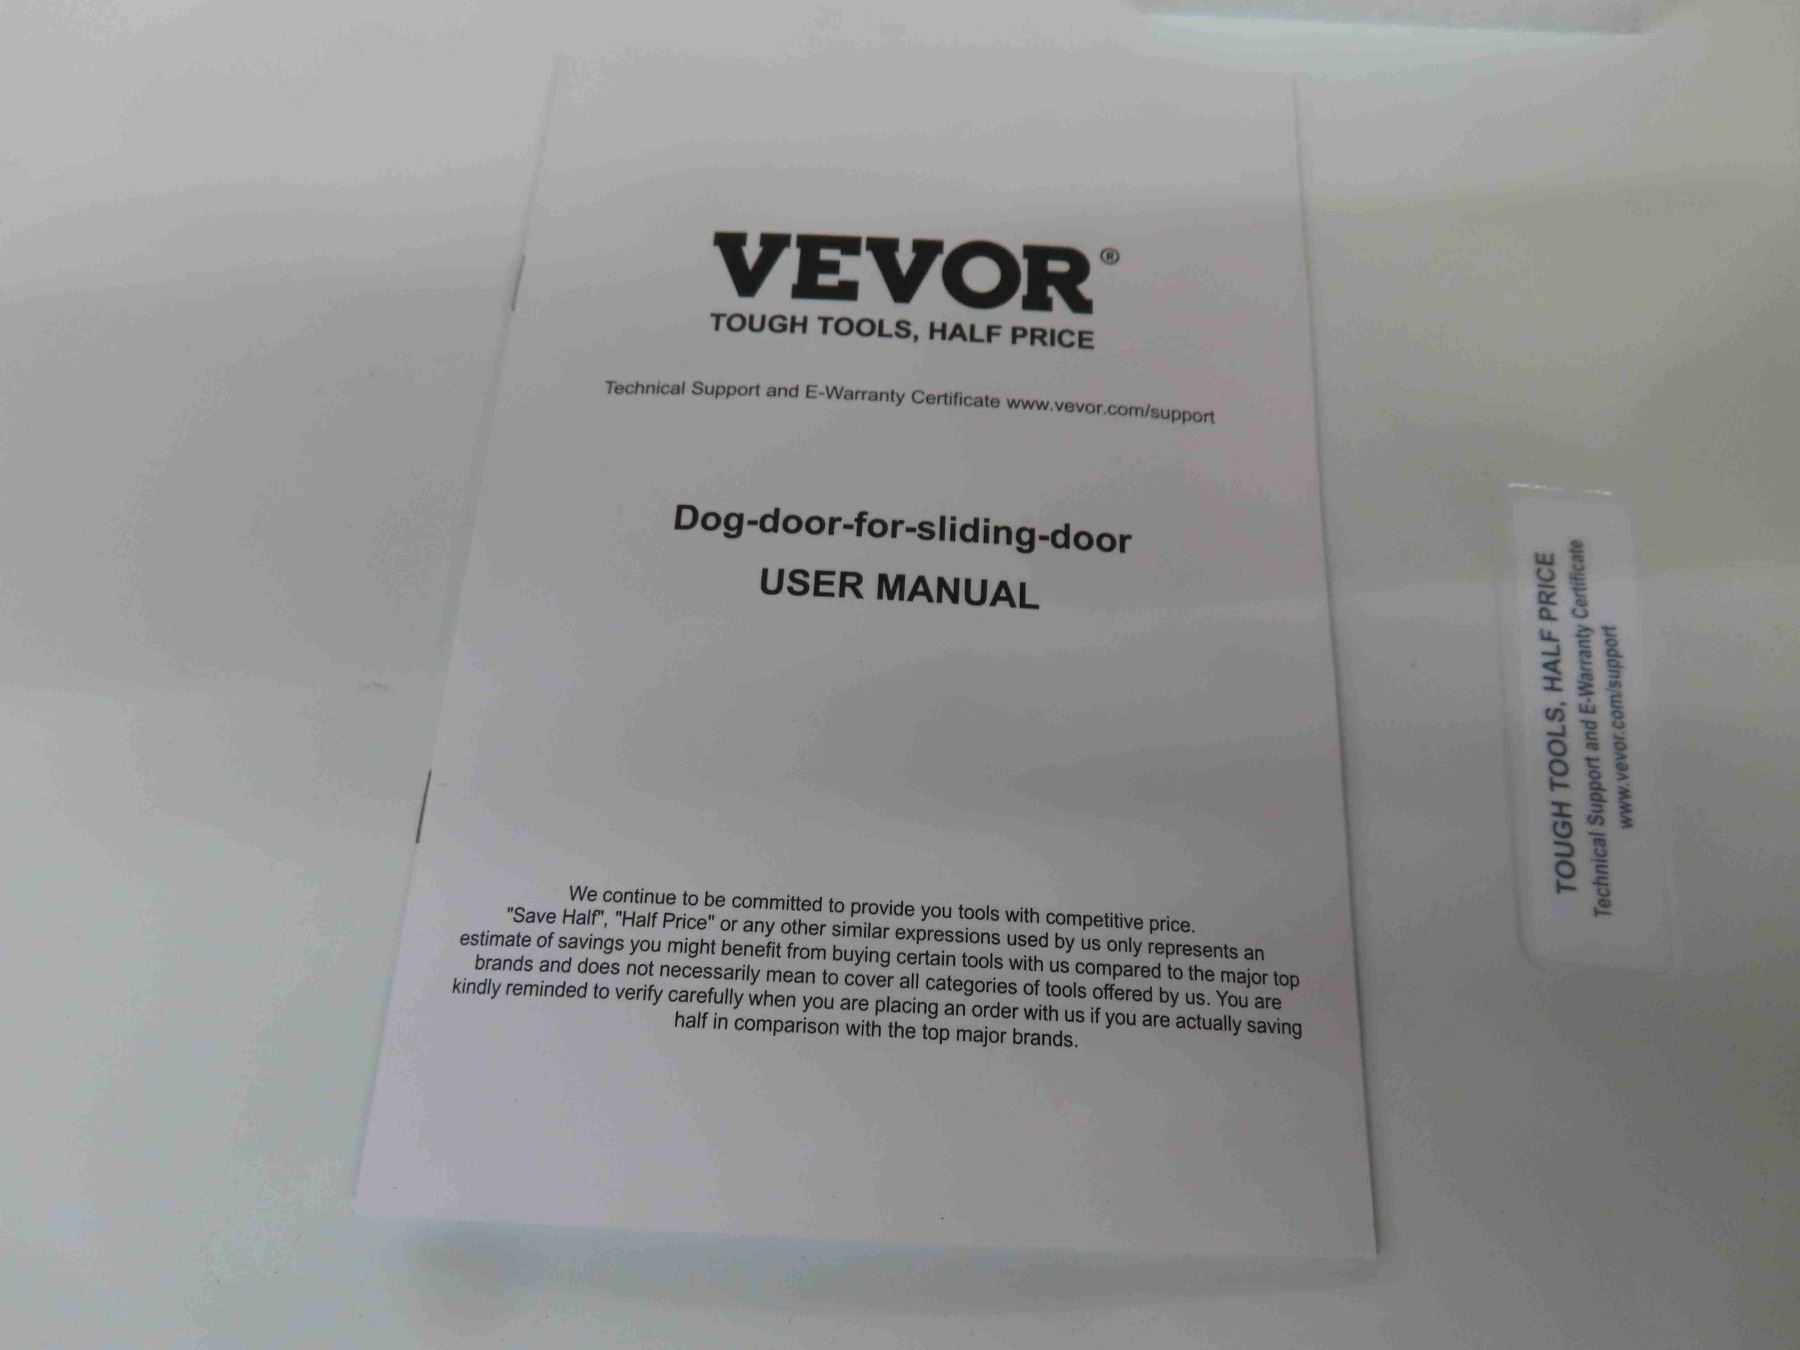 VEVOR®
TOUGH TOOLS, HALF PRICE
Technical Support and E-Warranty Certificate www.vevor.com/support
Dog-door-for-sliding-door
USER MANUAL
We continue to be committed to provide you tools with competitive price.
"Save Half", "Half Price" or any other similar expressions used by us only represents an
estimate of savings you might benefit from buying certain tools with us compared to the major top
brands and does not necessarily mean to cover all categories of tools offered by us. You are
kindly reminded to verify carefully when you are placing an order with us if you are actually saving
half in comparison with the top major brands.
TOUGH TOOLS, HALF PRICE
Technical Support and E-Warranty Certificate
www.vevor.com/support